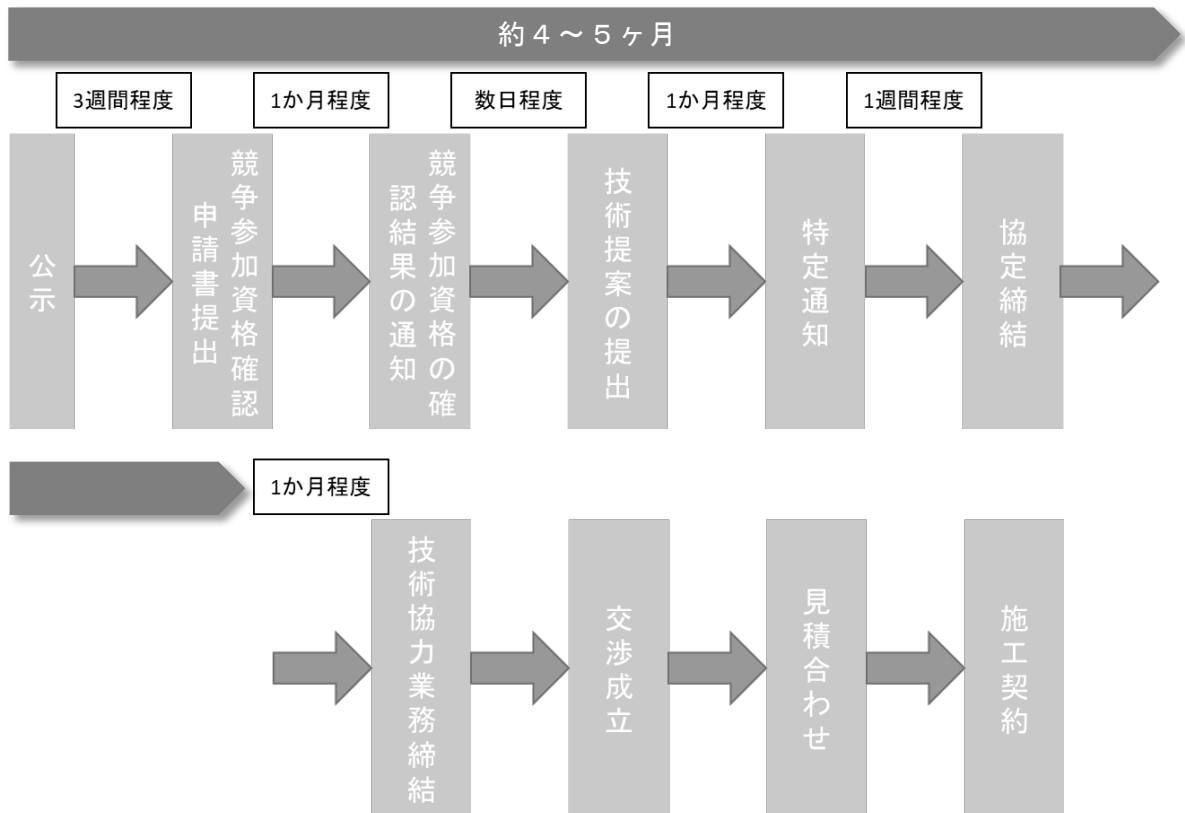 約４～５ヶ月
3週間程度
1か月程度
数日程度
1か月程度
1週間程度
公示
競争参加資格確認
申請書提出
競争参加資格の確
認結果の通知
技術提案の提出
特定通知
協定締結
1か月程度
技術協力業務締結
交渉成立
見積合わせ
施工契約